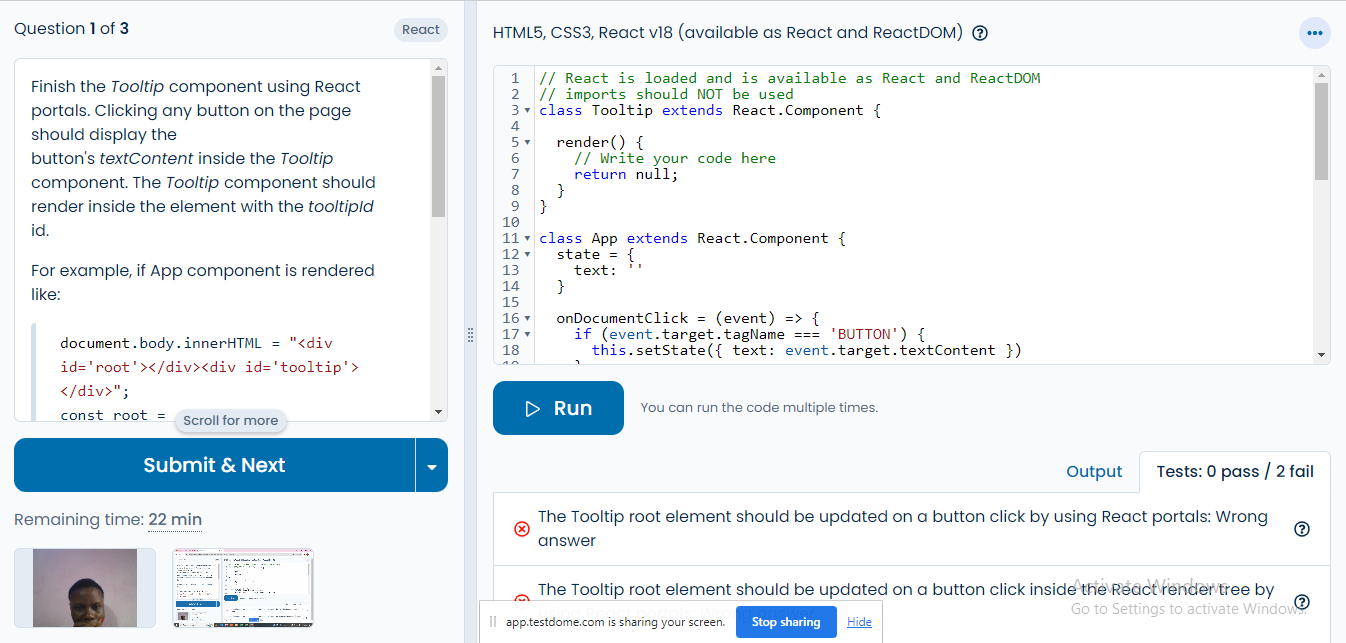 Question 1 of 3
React
Finish the Tooltip component using React
portals. Clicking any button on the page
should display the
button's textContent inside the Tooltip
component. The Tooltip component should
render inside the element with the tooltipId
id.
For example, if App component is rendered
like:
document.body.innerHTML = "<div
id='root'></div><div id='tooltip'>
</div>";
const root =
Scroll for more
Submit & Next
Remaining time: 22 min
HTML5, CSS3, React v18 (available as React and ReactDOM)
1 // React is loaded and is available as React and ReactDOM
2 // imports should NOT be used
3 class Tooltip extends React.Component {
4
5 render() {
6 // Write your code here
7 return null;
8 }
9 }
10
11 class App extends React.Component {
12 state = {
13 text: ''
14 }
15
16 onDocumentClick = (event) => {
17 if (event.target.tagName === 'BUTTON') {
18 this.setState({ text: event.target.textContent })
Run
You can run the code multiple times.
Output
Tests: 0 pass / 2 fail
The Tooltip root element should be updated on a button click by using React portals: Wrong
answer
The Tooltip root element should be updated on a button click inside the React render tree by
Activate Windows
Go to Settings to activate Windows.
app.testdome.com is sharing your screen.
Stop sharing
Hide